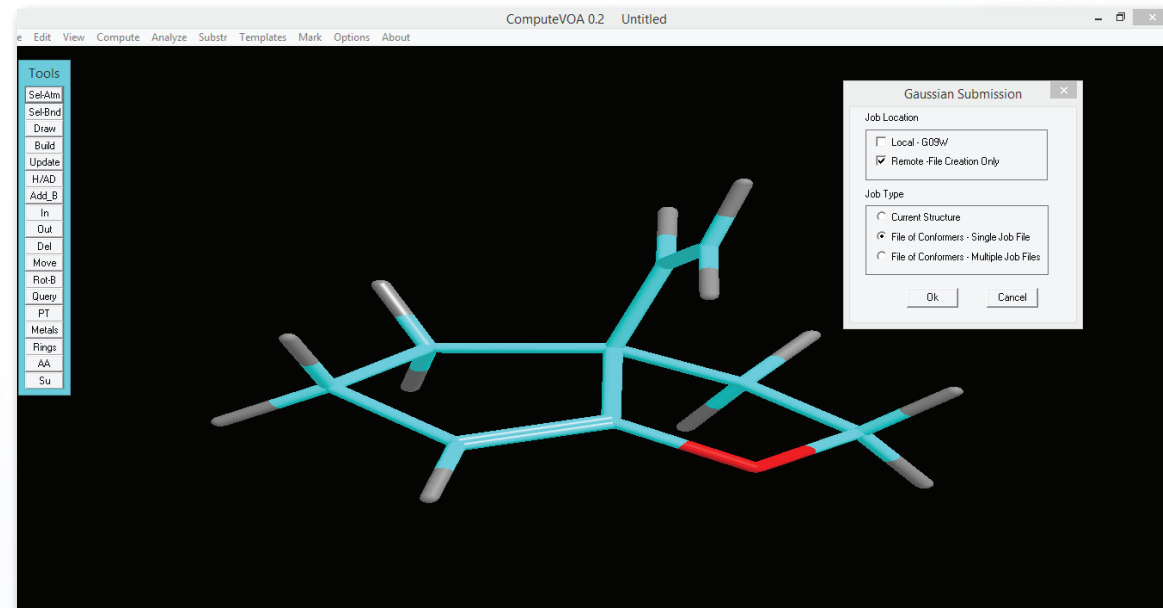 ComputeVOA 0.2 Untitled
e Edit View Compute Analyze Substr Templates Mark Options About
Tools
Sel-Atm
Sel-Bnd
Draw
Build
Update
H/AD
Add_B
In
Out
Del
Move
Rot-B
Query
PT
Metals
Rings
AA
Su
Gaussian Submission
Job Location
Local - G09W
Remote -File Creation Only
Job Type
Current Structure
File of Conformers - Single Job File
File of Conformers - Multiple Job Files
Ok Cancel